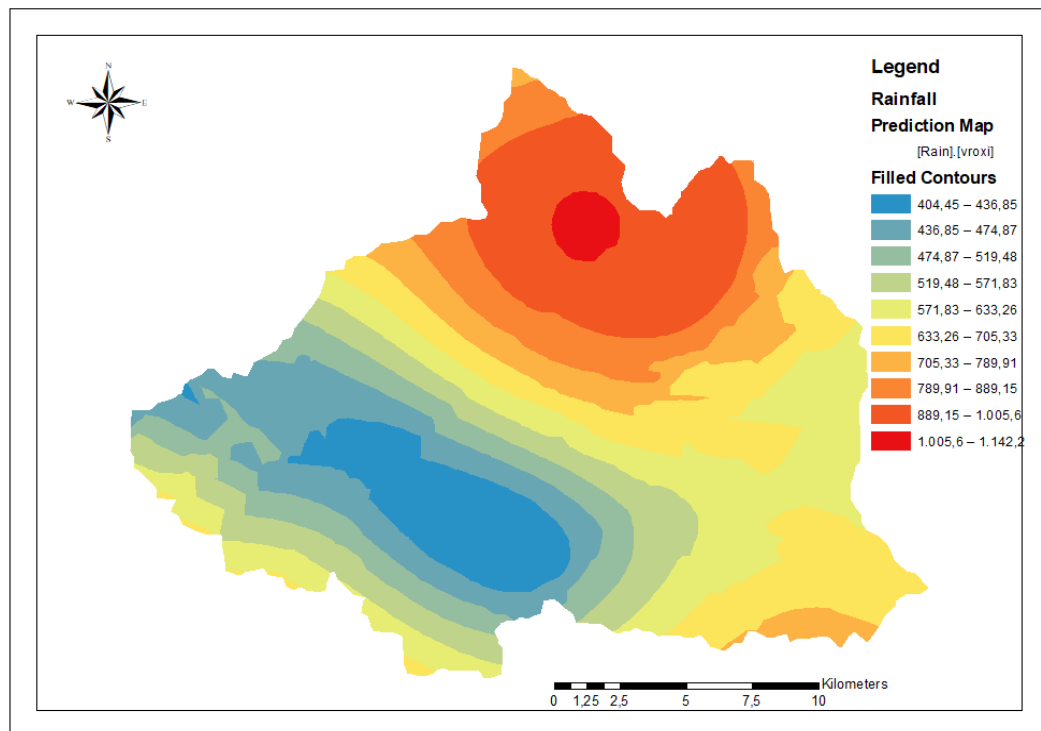 N
W E
S
Legend
Rainfall
Prediction Map
[Rain].[vroxi]
Filled Contours
404,45 – 436,85
436,85 – 474,87
474,87 – 519,48
519,48 – 571,83
571,83 – 633,26
633,26 – 705,33
705,33 – 789,91
789,91 – 889,15
889,15 – 1.005,6
1.005,6 – 1.142,2
Kilometers
0 1,25 2,5 5 7,5 10